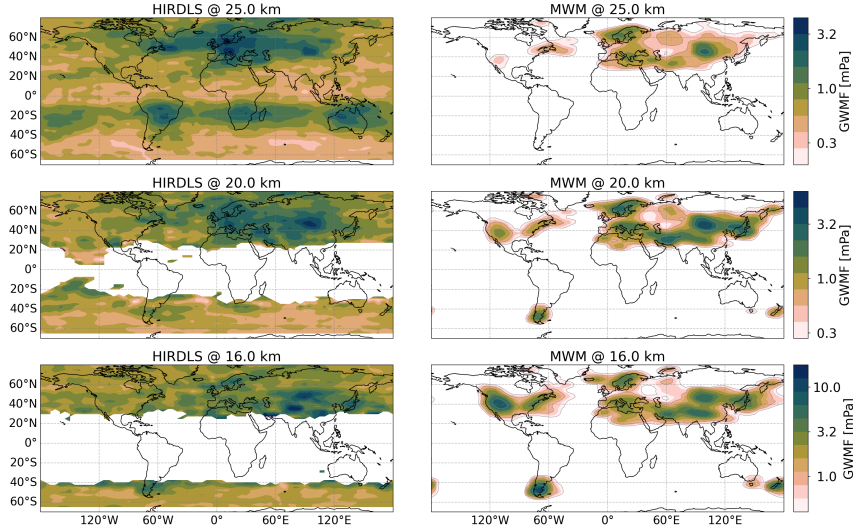 HIRDLS @ 25.0 km
MWM @ 25.0 km
60°N
40°N
20°N
0°
20°S
40°S
60°S
3.2
1.0
0.3
GWMF [mPa]
HIRDLS @ 20.0 km
MWM @ 20.0 km
60°N
40°N
20°N
0°
20°S
40°S
60°S
3.2
1.0
0.3
GWMF [mPa]
HIRDLS @ 16.0 km
MWM @ 16.0 km
60°N
40°N
20°N
0°
20°S
40°S
60°S
10.0
3.2
1.0
GWMF [mPa]
120°W 60°W 0° 60°E 120°E
120°W 60°W 0° 60°E 120°E